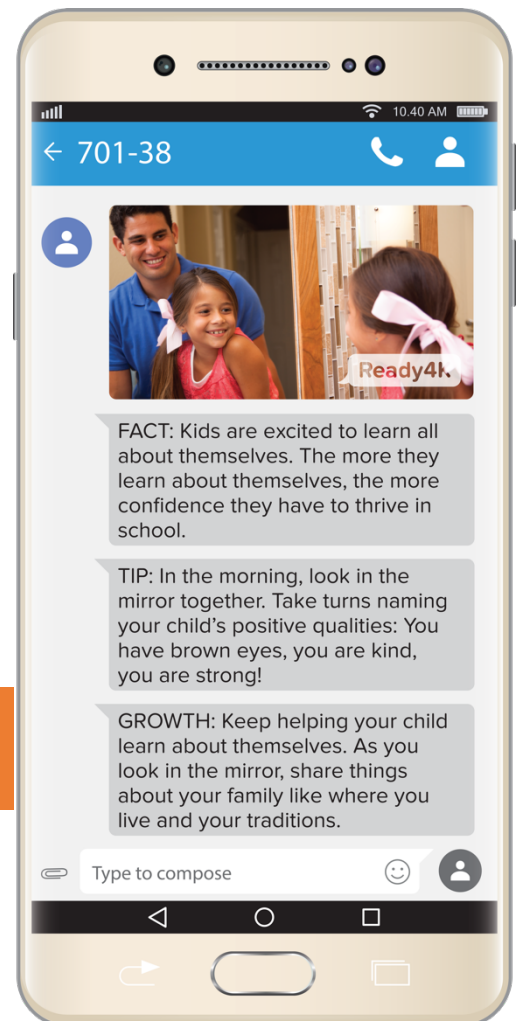 10.40 AM
701-38
Ready4K
FACT: Kids are excited to learn all
about themselves. The more they
learn about themselves, the more
confidence they have to thrive in
school.
TIP: In the morning, look in the
mirror together. Take turns naming
your child’s positive qualities: You
have brown eyes, you are kind,
you are strong!
GROWTH: Keep helping your child
learn about themselves. As you
look in the mirror, share things
about your family like where you
live and your traditions.
Type to compose